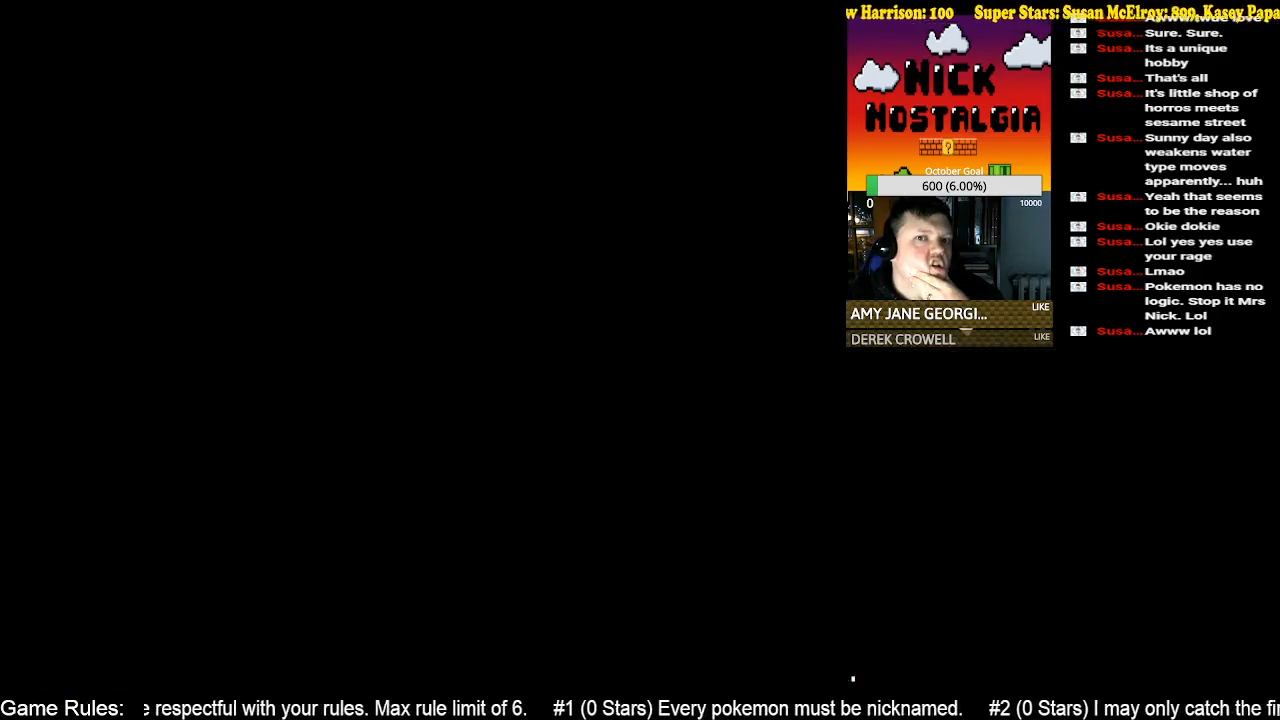 w Harrison: 100 Super Stars: Susan McElroy: 899, Kasey Papa
NICK
NOSTALGIA
October Goal
600 (6.00%)
0 10000
AMY JANE GEORGI... LIKE
DEREK CROWELL LIKE
Susa... Sure. Sure.
Susa... Its a unique
hobby
Susa... That's all
Susa... It's little shop of
horros meets
sesame street
Susa... Sunny day also
weakens water
type moves
apparently... huh
Susa... Yeah that seems
to be the reason
Susa... Okie dokie
Susa... Lol yes yes use
your rage
Susa... Lmao
Susa... Pokemon has no
logic. Stop it Mrs
Nick. Lol
Susa... Awww lol
Game Rules: e respectful with your rules. Max rule limit of 6. #1 (0 Stars) Every pokemon must be nicknamed. #2 (0 Stars) I may only catch the fi